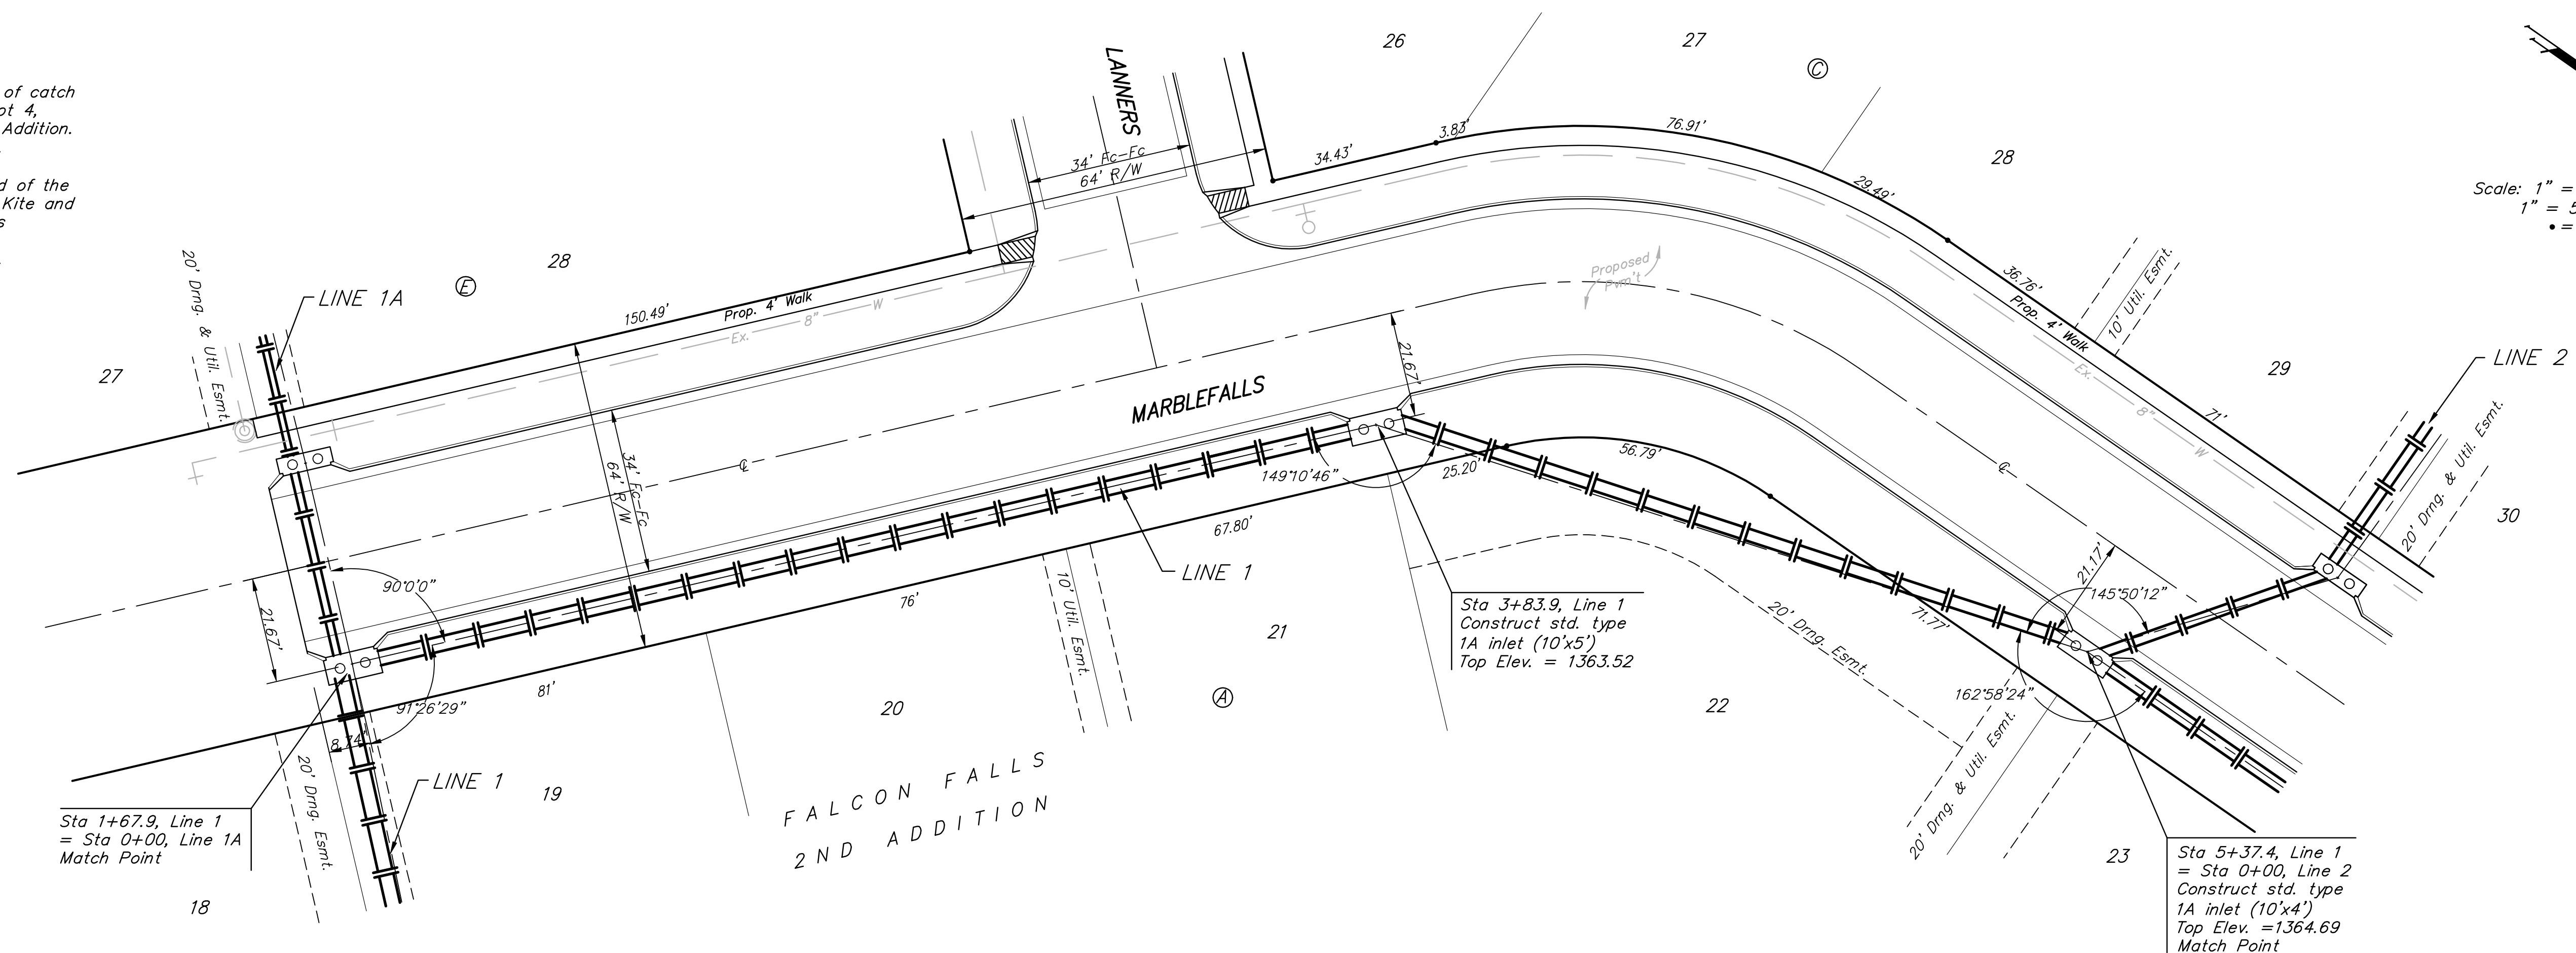 of catch
ot 4,
Addition.
d of the
Kite and
s
LANNERS
26
27
C
28
29
30
34' Fc-Fc
64' R/W
34.43'
3.83'
76.91'
29.49'
36.76'
71'
Scale: 1" =
1" = 5
• =
20' Drng. & Util. Esmt.
LINE 1A
E
28
27
150.49'
Prop. 4' Walk
Ex. 8" W
Proposed
Pvm't
10' Util. Esmt.
Prop. 4' Walk
Ex. 8" W
LINE 2
20' Drng. & Util. Esmt.
MARBLEFALLS
21.67'
℄
℄
34' Fc-Fc
64' R/W
90°0'0"
21.67'
91°26'29"
8.74'
81'
76'
67.80'
25.20'
56.79'
149°10'46"
71.77'
21.17'
145°50'12"
162°58'24"
LINE 1
LINE 1
10' Util. Esmt.
20' Drng. Esmt.
20' Drng. & Util. Esmt.
20' Drng. Esmt.
18
19
20
21
22
23
A
FALCON FALLS
2ND ADDITION
Sta 1+67.9, Line 1
= Sta 0+00, Line 1A
Match Point
Sta 3+83.9, Line 1
Construct std. type
1A inlet (10'x5')
Top Elev. = 1363.52
Sta 5+37.4, Line 1
= Sta 0+00, Line 2
Construct std. type
1A inlet (10'x4')
Top Elev. =1364.69
Match Point